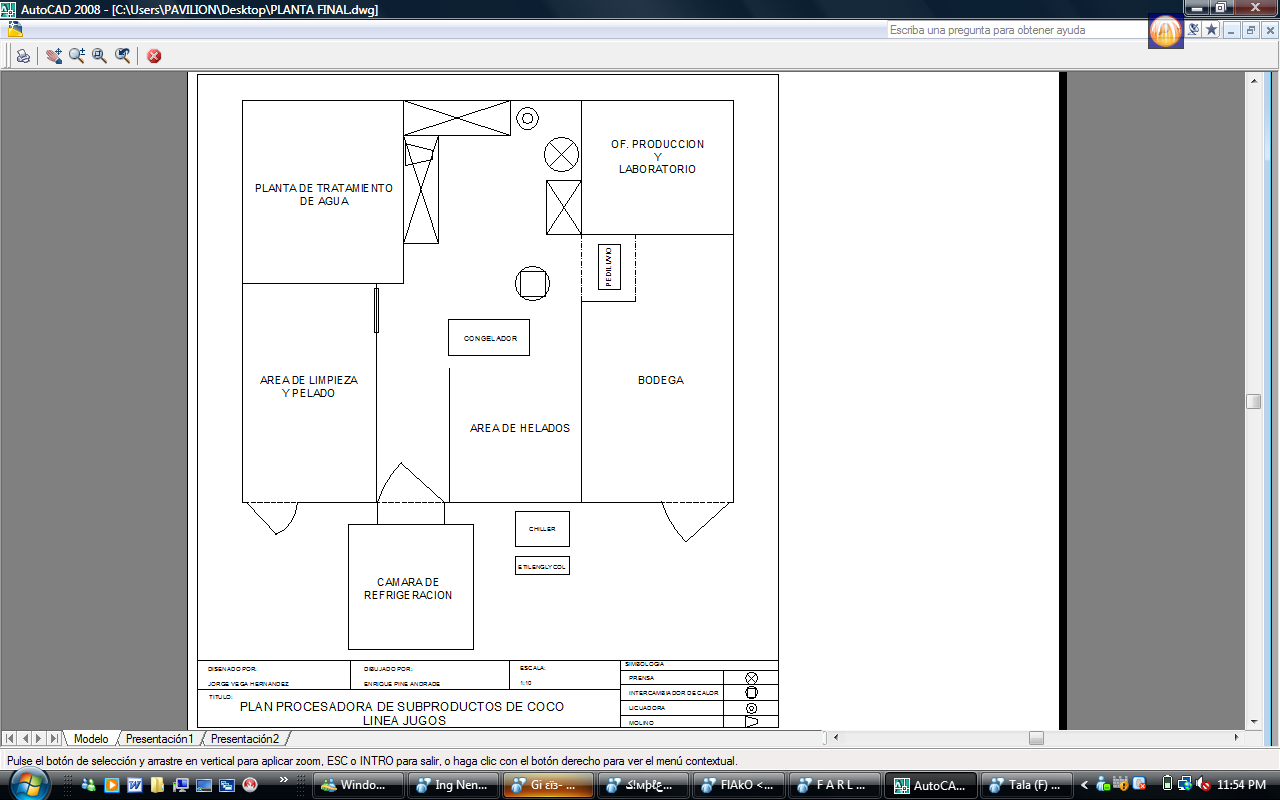 AutoCAD 2008 - [C:\Users\PAVILION\Desktop\PLANTA FINAL.dwg]
Escriba una pregunta para obtener ayuda
PLANTA DE TRATAMIENTO
DE AGUA
OF. PRODUCCION
Y
LABORATORIO
PEDILUVIO
CONGELADOR
AREA DE LIMPIEZA
Y PELADO
BODEGA
AREA DE HELADOS
CHILLER
ETILENGLYCOL
CAMARA DE
REFRIGERACION
DISENADO POR:
JORGE VEGA HERNANDEZ
DIBUJADO POR:
ENRIQUE PINE ANDRADE
ESCALA:
1:10
SIMBOLOGIA
PRENSA
INTERCAMBIADOR DE CALOR
LICUADORA
MOLINO
TITULO:
PLAN PROCESADORA DE SUBPRODUCTOS DE COCO
LINEA JUGOS
Modelo
Presentación1
Presentación2
Pulse el botón de selección y arrastre en vertical para aplicar zoom, ESC o INTRO para salir, o haga clic con el botón derecho para ver el menú contextual.
Windo...
Ing Nen...
FIAkO <...
F A R L ...
AutoCA...
Tala (F) ...
11:54 PM